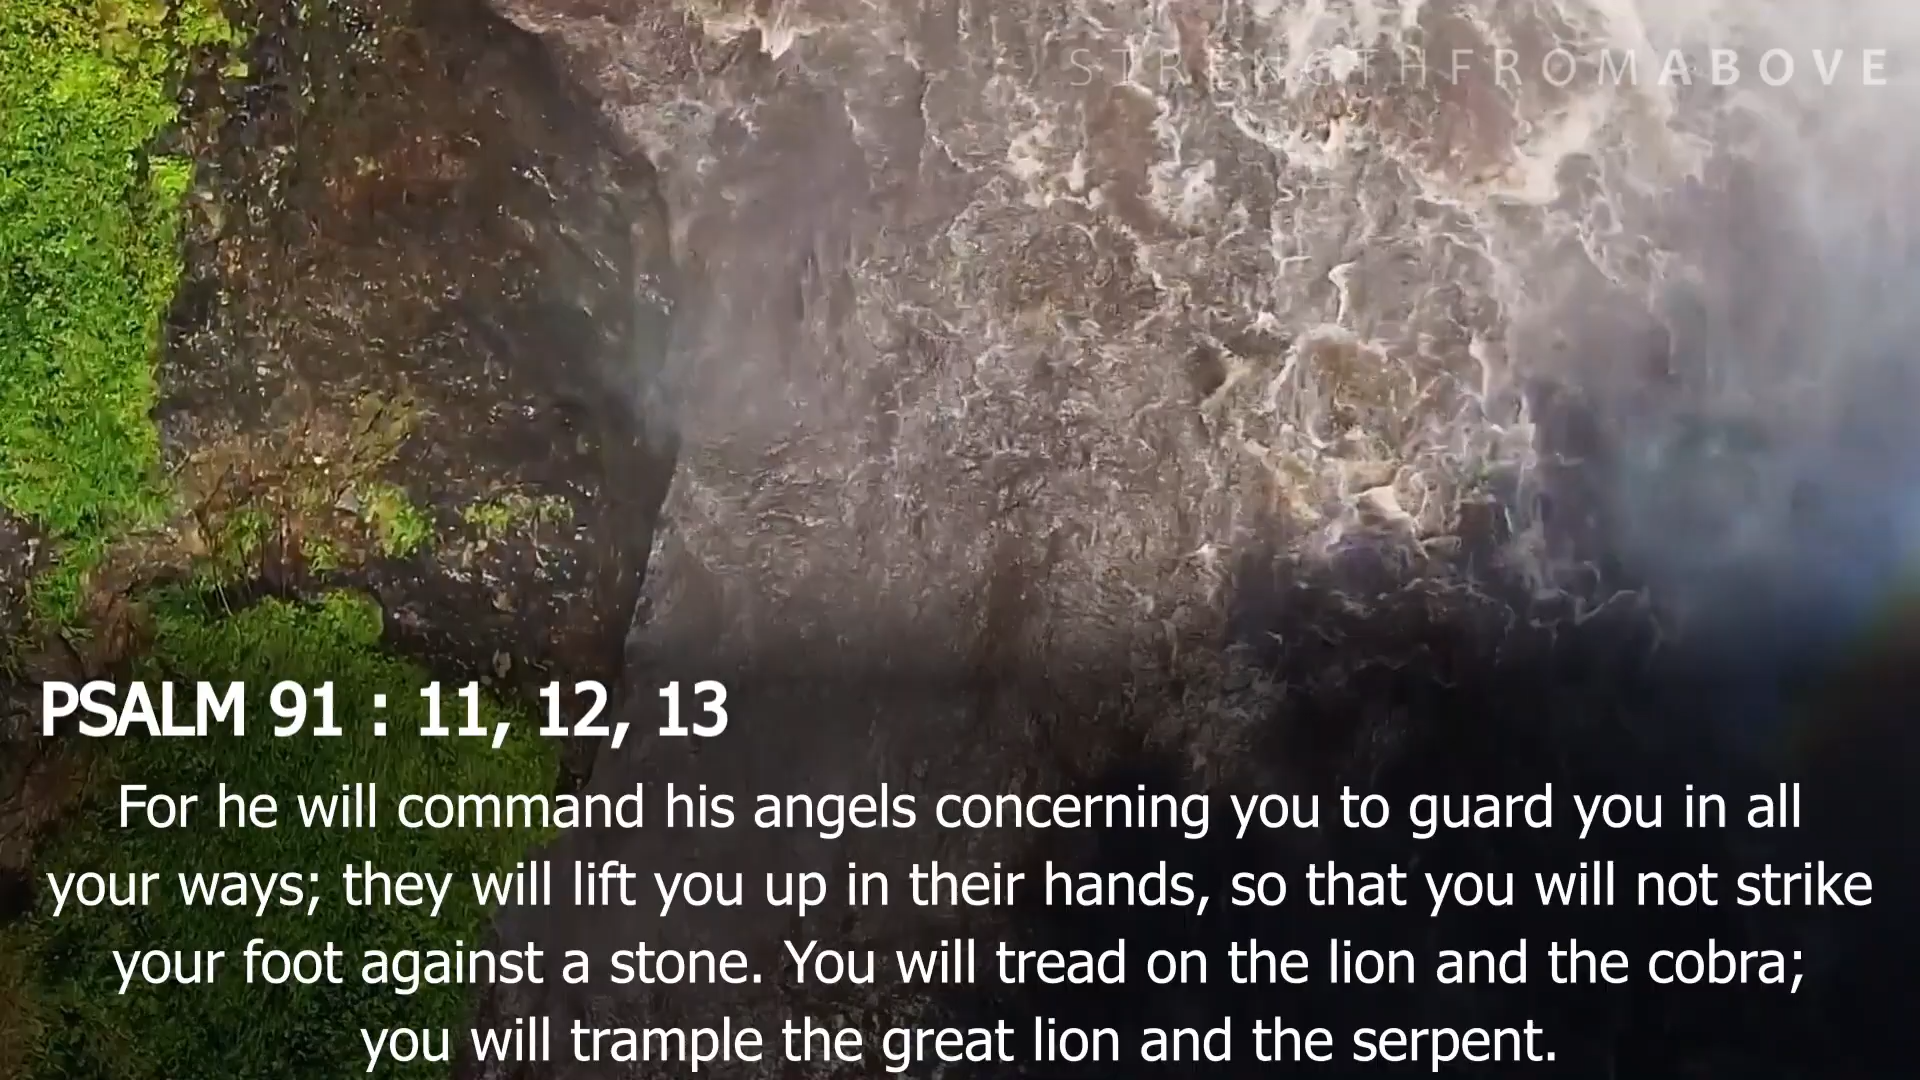 STRENGTHFROMABOVE
PSALM 91 : 11, 12, 13
For he will command his angels concerning you to guard you in all
your ways; they will lift you up in their hands, so that you will not strike
your foot against a stone. You will tread on the lion and the cobra;
you will trample the great lion and the serpent.